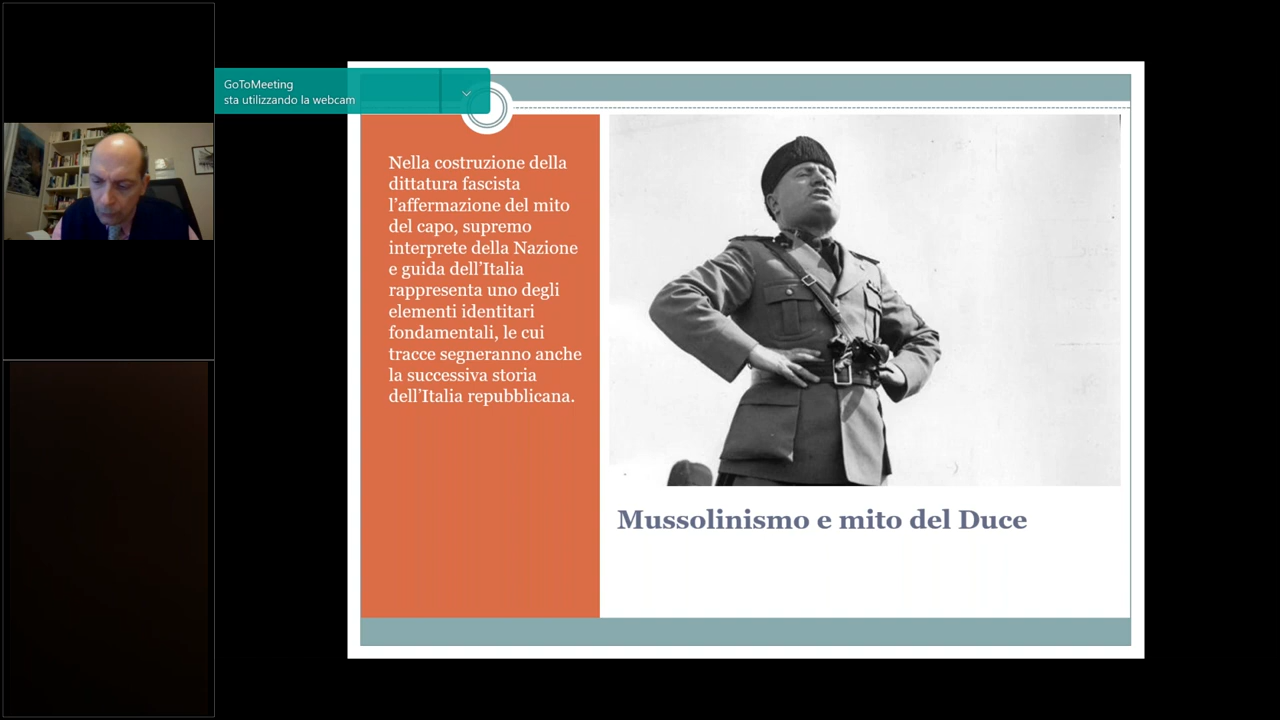 GoToMeeting
sta utilizzando la webcam
Nella costruzione della
dittatura fascista
l’affermazione del mito
del capo, supremo
interprete della Nazione
e guida dell’Italia
rappresenta uno degli
elementi identitari
fondamentali, le cui
tracce segneranno anche
la successiva storia
dell’Italia repubblicana.
Mussolinismo e mito del Duce